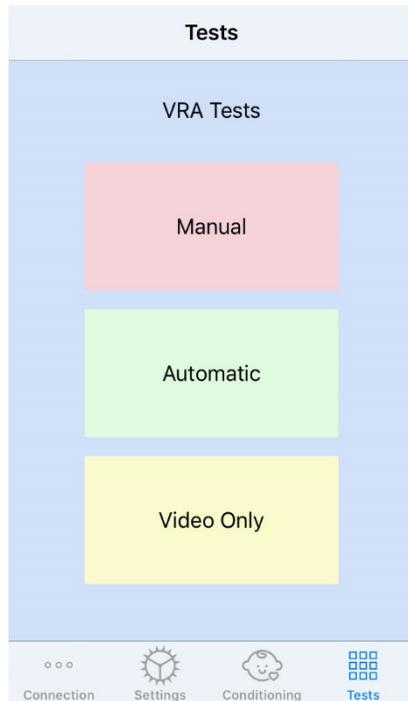 Tests
VRA Tests
Manual
Automatic
Video Only
Connection Settings Conditioning Tests